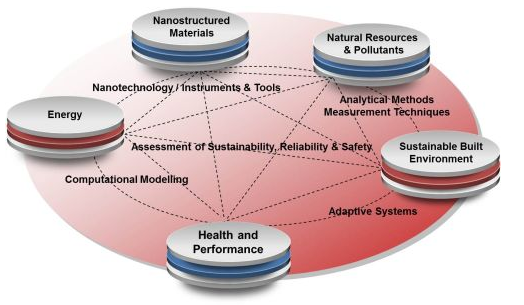 Nanostructured
Materials
Natural Resources
& Pollutants
Nanotechnology / Instruments & Tools
Analytical Methods
Measurement Techniques
Energy
Assessment of Sustainability, Reliability & Safety
Sustainable Built
Environment
Computational Modelling
Adaptive Systems
Health and
Performance